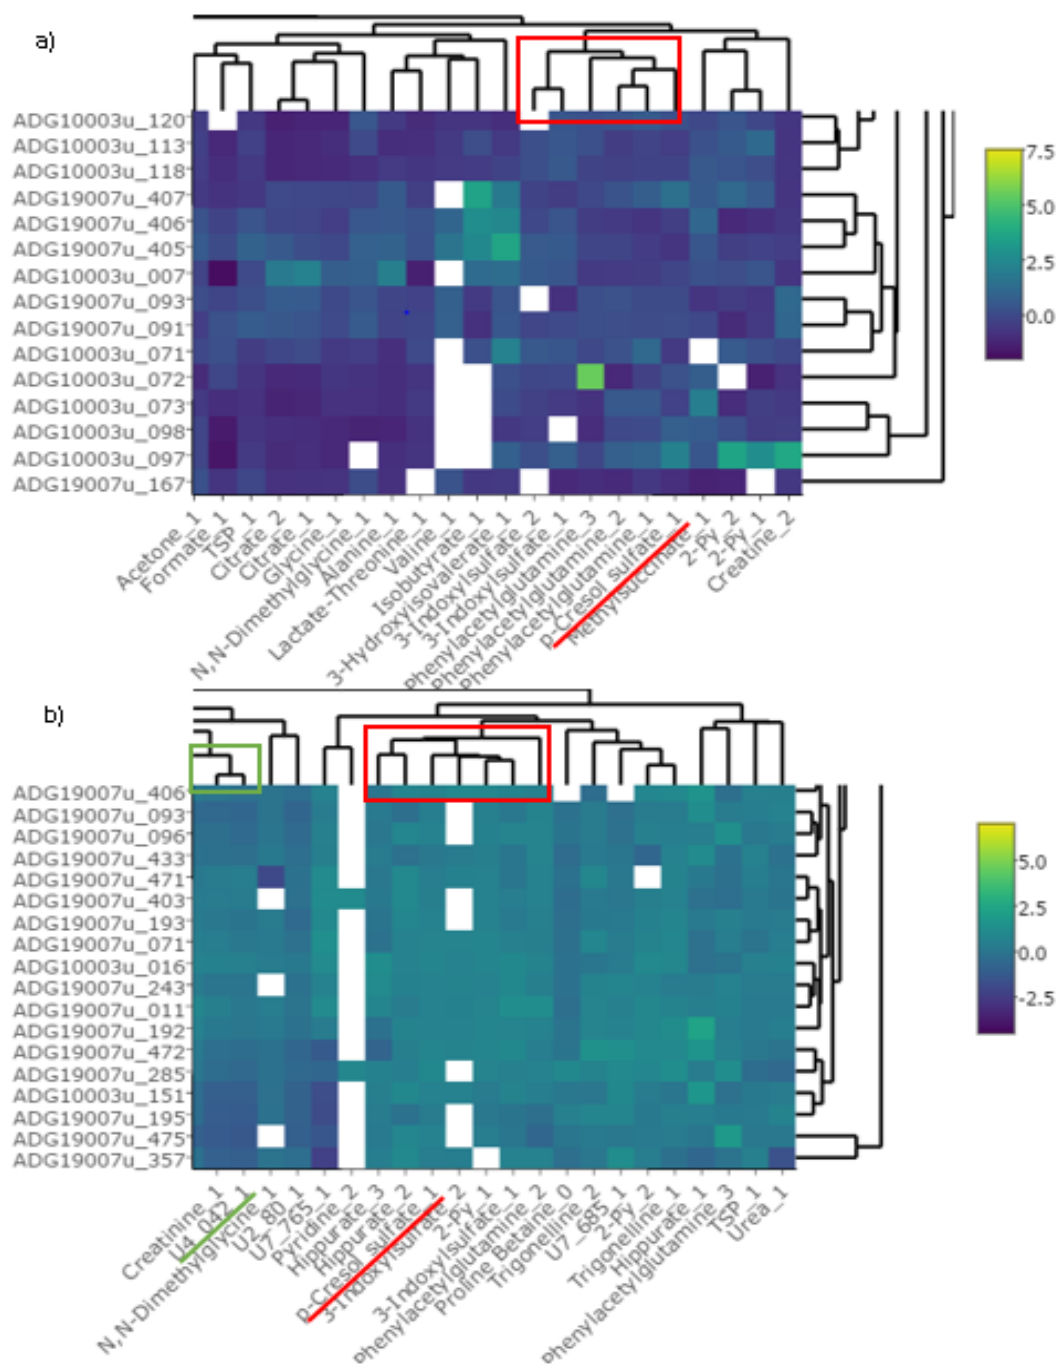 a)
ADG10003u_120
ADG10003u_113
ADG10003u_118
ADG19007u_407
ADG19007u_406
ADG19007u_405
ADG10003u_007
ADG19007u_093
ADG19007u_091
ADG10003u_071
ADG10003u_072
ADG10003u_073
ADG10003u_098
ADG10003u_097
ADG19007u_167
7.5
5.0
2.5
0.0
Acetone_1
Formate_1
TSP_1
Citrate_2
Citrate_1
Glycine_1
N,N-Dimethylglycine_1
Alanine_1
Lactate-Threonine_1
Valine_1
Isobutyrate_1
3-Hydroxyisovalerate_1
3-Indoxylsulfate_1
3-Indoxylsulfate_2
Phenylacetylglutamine_3
Phenylacetylglutamine_2
Phenylacetylglutamine_1
p-Cresol sulfate_1
Methylsuccinate_1
2-Py_2
2-Py_1
Creatine_2
b)
ADG19007u_406
ADG19007u_093
ADG19007u_096
ADG19007u_433
ADG19007u_471
ADG19007u_403
ADG19007u_193
ADG19007u_071
ADG10003u_016
ADG19007u_243
ADG19007u_011
ADG19007u_192
ADG19007u_472
ADG19007u_285
ADG10003u_151
ADG19007u_195
ADG19007u_475
ADG19007u_357
5.0
2.5
0.0
-2.5
Creatinine_1
U4_042_1
N,N-Dimethylglycine_1
U2_80_1
U7_765_1
Pyridine_2
Hippurate_3
Hippurate_2
p-Cresol sulfate_1
3-Indoxylsulfate_2
2-Py_1
3-Indoxylsulfate_1
Phenylacetylglutamine_2
Proline Betaine_0
Trigonelline_2
U7_685_1
2-Py_2
Trigonelline_1
Hippurate_1
Phenylacetylglutamine_3
TSP_1
Urea_1